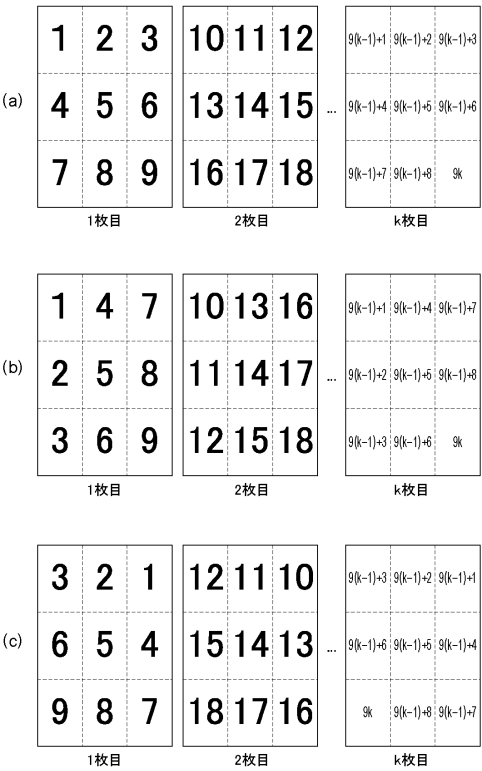 1 2 3 10 11 12 9(k-1)+1 9(k-1)+2 9(k-1)+3
(a) 4 5 6 13 14 15 ... 9(k-1)+4 9(k-1)+5 9(k-1)+6
7 8 9 16 17 18 9(k-1)+7 9(k-1)+8 9k
1枚目 2枚目 k枚目
1 4 7 10 13 16 9(k-1)+1 9(k-1)+4 9(k-1)+7
(b) 2 5 8 11 14 17 ... 9(k-1)+2 9(k-1)+5 9(k-1)+8
3 6 9 12 15 18 9(k-1)+3 9(k-1)+6 9k
1枚目 2枚目 k枚目
3 2 1 12 11 10 9(k-1)+3 9(k-1)+2 9(k-1)+1
(c) 6 5 4 15 14 13 ... 9(k-1)+6 9(k-1)+5 9(k-1)+4
9 8 7 18 17 16 9k 9(k-1)+8 9(k-1)+7
1枚目 2枚目 k枚目